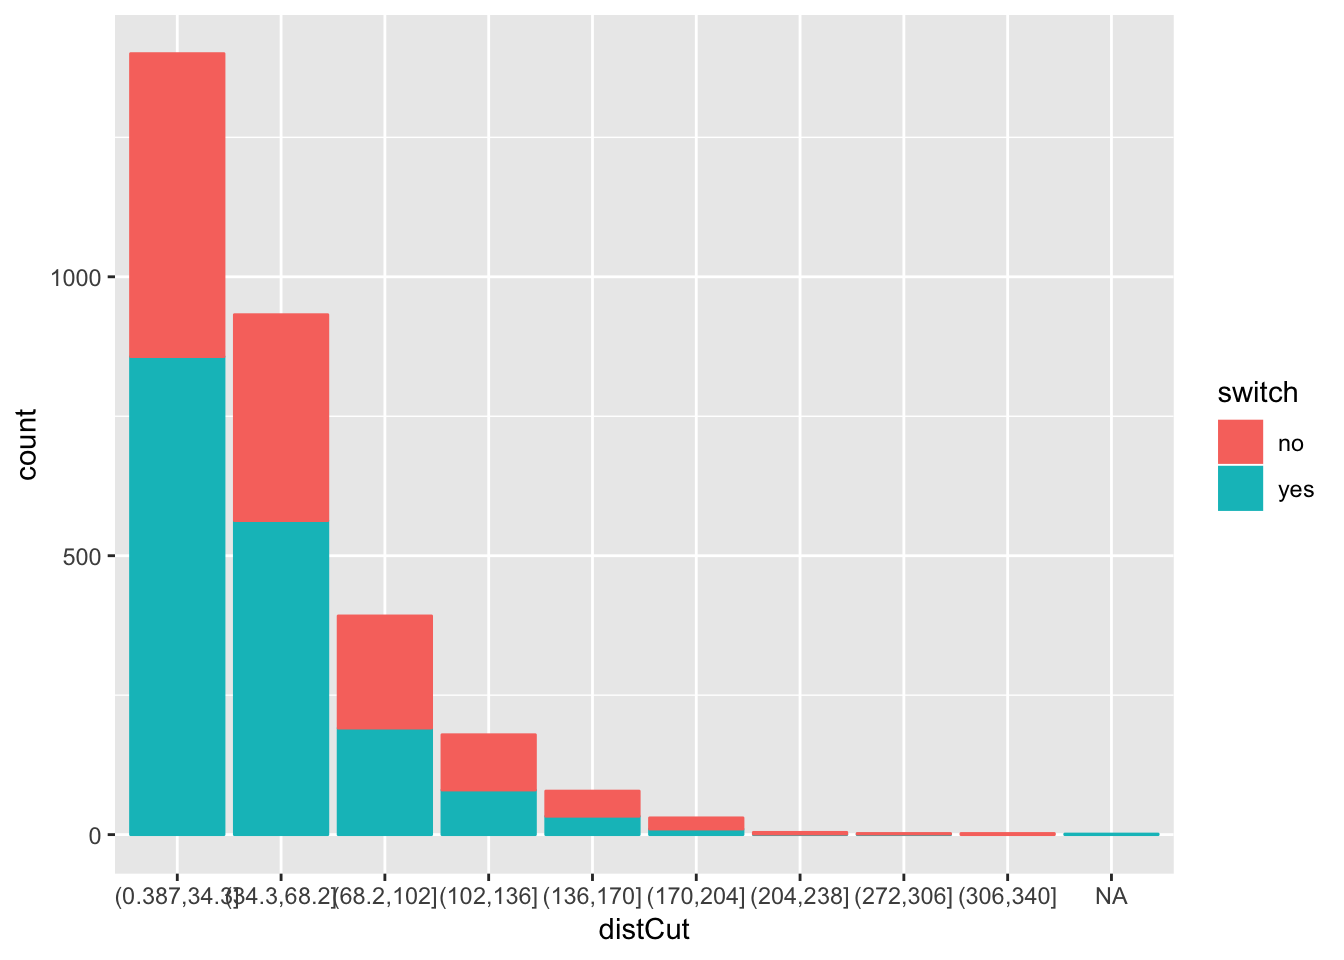 count
1000
500
0
(0.387,34.3]
(34.3,68.2]
(68.2,102]
(102,136]
(136,170]
(170,204]
(204,238]
(272,306]
(306,340]
NA
distCut
switch
no
yes